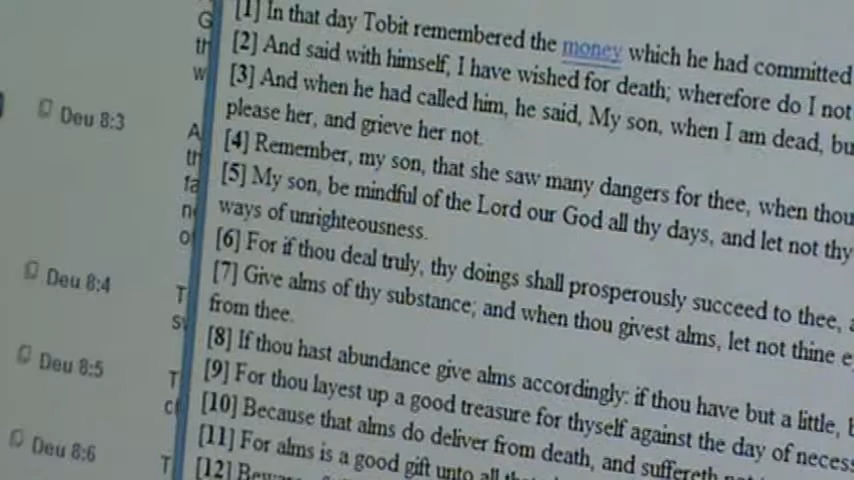 [1] In that day Tobit remembered the money which he had committed
[2] And said with himself, I have wished for death; wherefore do I not
[3] And when he had called him, he said, My son, when I am dead, bu
please her, and grieve her not.
[4] Remember, my son, that she saw many dangers for thee, when thou
[5] My son, be mindful of the Lord our God all thy days, and let not thy
ways of unrighteousness.
[6] For if thou deal truly, thy doings shall prosperously succeed to thee, a
[7] Give alms of thy substance; and when thou givest alms, let not thine e
from thee.
[8] If thou hast abundance give alms accordingly: if thou have but a little, b
[9] For thou layest up a good treasure for thyself against the day of necess
[10] Because that alms do deliver from death, and suffereth
[11] For alms is a good gift unto all
[12] Beware
Deu 8:3
Deu 8:4
Deu 8:5
Deu 8:6
G
th
w
A
th
fa
n
o
T
s
T
T